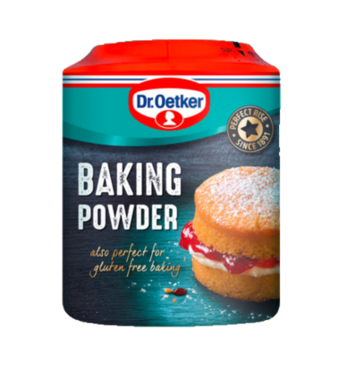 Dr.Oetker
PERFECT RISE
SINCE 1891
BAKING
POWDER
also perfect for
gluten free baking